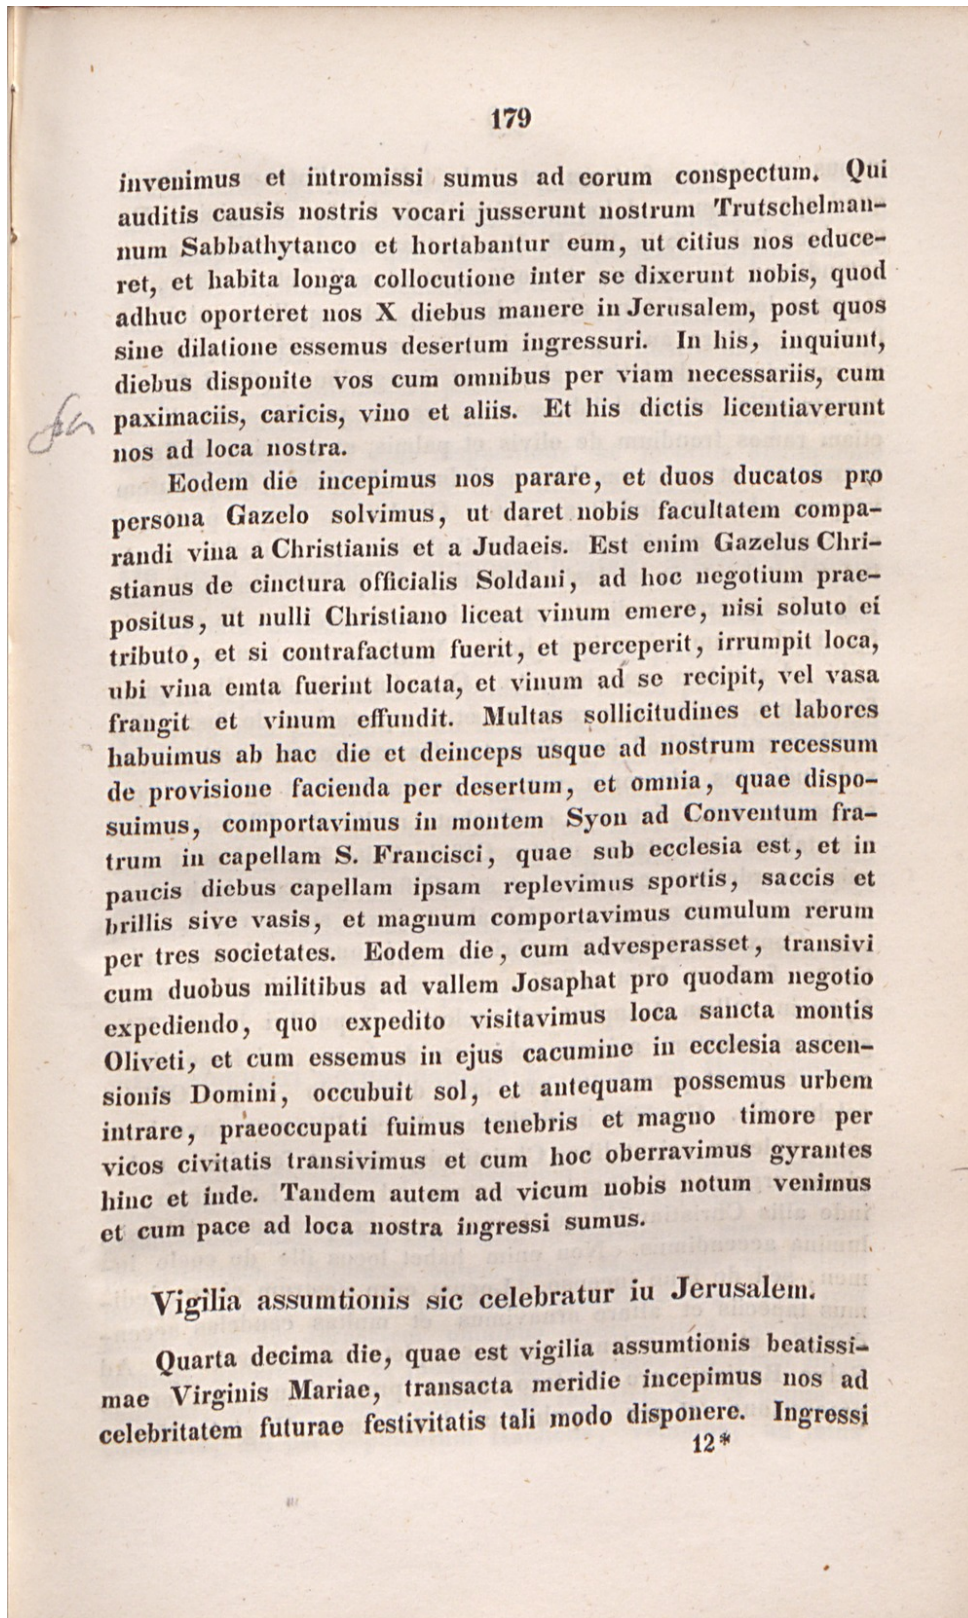 179
invenimus et intromissi sumus ad eorum conspectum. Qui
auditis causis nostris vocari jusserunt nostrum Trutschelman-
num Sabbathytanco et hortabantur eum, ut citius nos educe-
ret, et habita longa collocutione inter se dixerunt nobis, quod
adhuc oporteret nos X diebus manere in Jerusalem, post quos
sine dilatione essemus desertum ingressuri. In his, inquiunt,
diebus disponite vos cum omnibus per viam necessariis, cum
paximaciis, caricis, vino et aliis. Et his dictis licentiaverunt
nos ad loca nostra.
Eodem die incepimus nos parare, et duos ducatos pro
persona Gazelo solvimus, ut daret nobis facultatem compa-
randi vina a Christianis et a Judaeis. Est enim Gazelus Chri-
stianus de cinctura officialis Soldani, ad hoc negotium prae-
positus, ut nulli Christiano liceat vinum emere, nisi soluto ei
tributo, et si contrafactum fuerit, et perceperit, irrumpit loca,
ubi vina emta fuerint locata, et vinum ad se recipit, vel vasa
frangit et vinum effundit. Multas sollicitudines et labores
habuimus ab hac die et deinceps usque ad nostrum recessum
de provisione facienda per desertum, et omnia, quae dispo-
suimus, comportavimus in montem Syon ad Conventum fra-
trum in capellam S. Francisci, quae sub ecclesia est, et in
paucis diebus capellam ipsam replevimus sportis, saccis et
brillis sive vasis, et magnum comportavimus cumulum rerum
per tres societates. Eodem die, cum advesperasset, transivi
cum duobus militibus ad vallem Josaphat pro quodam negotio
expediendo, quo expedito visitavimus loca sancta montis
Oliveti, et cum essemus in ejus cacumine in ecclesia ascen-
sionis Domini, occubuit sol, et antequam possemus urbem
intrare, praeoccupati fuimus tenebris et magno timore per
vicos civitatis transivimus et cum hoc oberravimus gyrantes
hinc et inde. Tandem autem ad vicum nobis notum venimus
et cum pace ad loca nostra ingressi sumus.
Vigilia assumtionis sic celebratur iu Jerusalem.
Quarta decima die, quae est vigilia assumtionis beatissi-
mae Virginis Mariae, transacta meridie incepimus nos ad
celebritatem futurae festivitatis tali modo disponere. Ingressi
12*